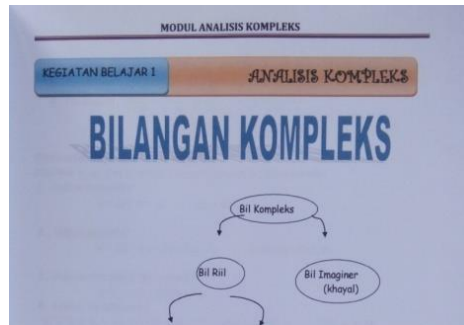 MODUL ANALISIS KOMPLEKS
KEGIATAN BELAJAR 1
ANALISIS KOMPLEKS
BILANGAN KOMPLEKS
Bil Kompleks
Bil Riil
Bil Imaginer
(khayal)